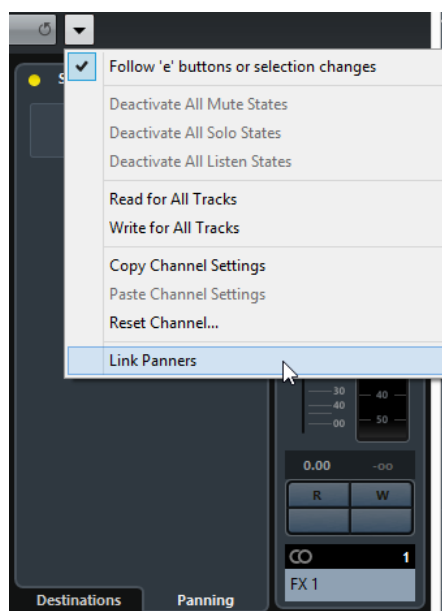 S
Follow 'e' buttons or selection changes
Deactivate All Mute States
Deactivate All Solo States
Deactivate All Listen States
Read for All Tracks
Write for All Tracks
Copy Channel Settings
Paste Channel Settings
Reset Channel...
Link Panners
30
40
00
40
50
0.00 -oo
R W
1
FX 1
Destinations Panning